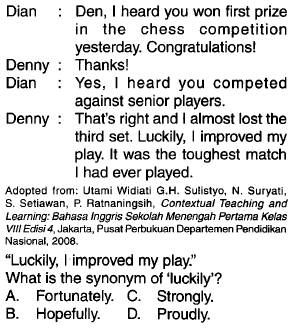 Dian : Den, I heard you won first prize
in the chess competition
yesterday. Congratulations!
Denny : Thanks!
Dian : Yes, I heard you competed
against senior players.
Denny : That's right and I almost lost the
third set. Luckily, I improved my
play. It was the toughest match
I had ever played.
Adopted from: Utami Widiati G.H. Sulistyo, N. Suryati,
S. Setiawan, P. Ratnaningsih, Contextual Teaching and
Learning: Bahasa Inggris Sekolah Menengah Pertama Kelas
VIII Edisi 4, Jakarta, Pusat Perbukuan Departemen Pendidikan
Nasional, 2008.
"Luckily, I improved my play."
What is the synonym of 'luckily'?
A. Fortunately. C. Strongly.
B. Hopefully. D. Proudly.